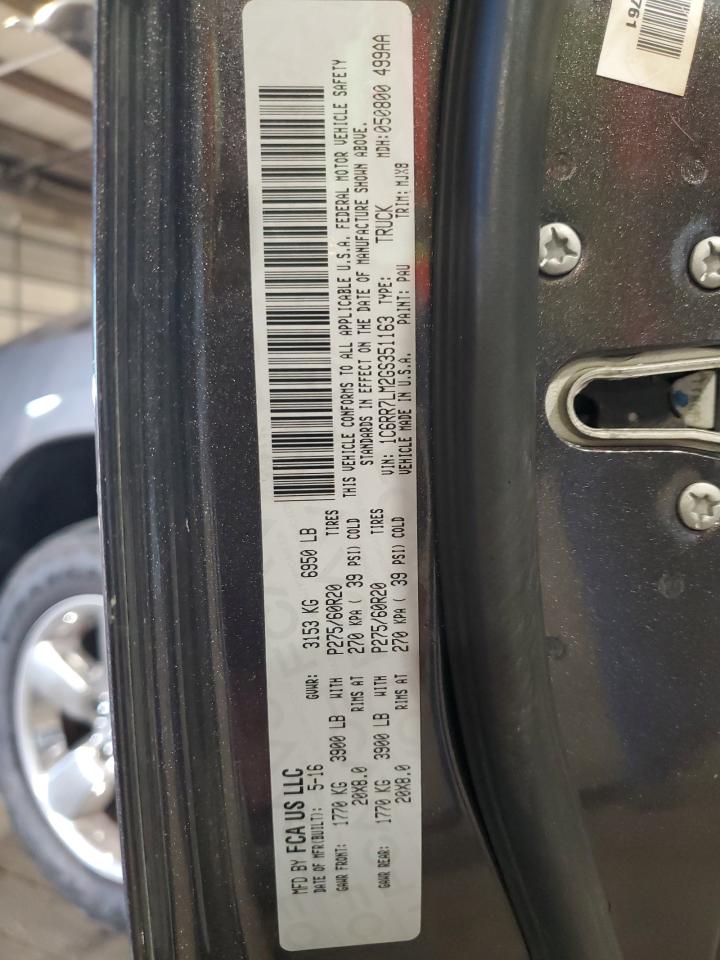 MFD BY FCA US LLC
DATE OF MFR(BUILT): 5-16 GVWR: 3153 KG 6950 LB
GAWR FRONT: 1770 KG 3900 LB WITH P275/60R20 TIRES
20X8.0 RIMS AT 270 KPA ( 39 PSI) COLD
GAWR REAR: 1770 KG 3900 LB WITH P275/60R20 TIRES
20X8.0 RIMS AT 270 KPA ( 39 PSI) COLD
THIS VEHICLE CONFORMS TO ALL APPLICABLE U.S.A. FEDERAL MOTOR VEHICLE SAFETY
STANDARDS IN EFFECT ON THE DATE OF MANUFACTURE SHOWN ABOVE.
VIN: 1C6RR7LM2GS351163 TYPE: TRUCK MDH:050800 499AA
VEHICLE MADE IN U.S.A. PAINT: PAU TRIM: MJX8
761